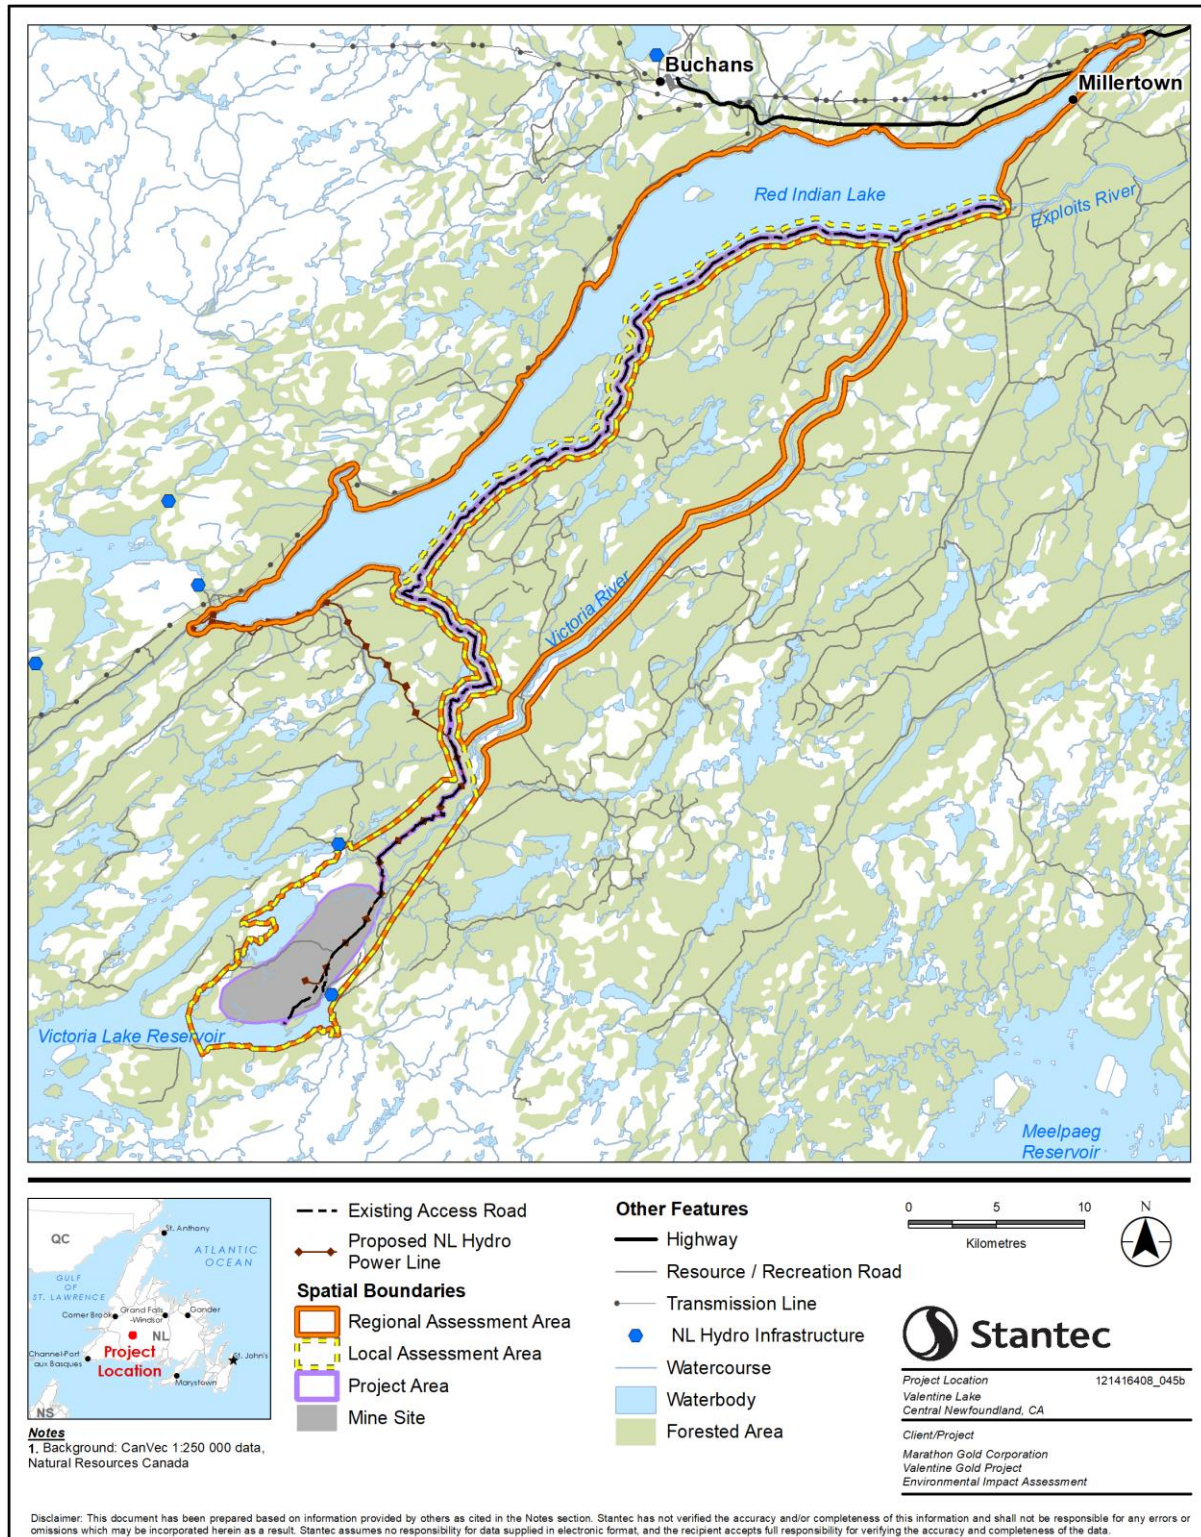 Buchans
Millertown
Red Indian Lake
Exploits River
Victoria River
Victoria Lake Reservoir
Meelpaeg
Reservoir
QC
St. Anthony
ATLANTIC
OCEAN
GULF
OF
ST. LAWRENCE
Corner Brook
Grand Falls
-Windsor
Gander
NL
Channel-Port
aux Basques
Project
Location
St. John's
Marystown
NS
Notes
1. Background: CanVec 1:250 000 data,
Natural Resources Canada
Existing Access Road
Proposed NL Hydro
Power Line
Spatial Boundaries
Regional Assessment Area
Local Assessment Area
Project Area
Mine Site
Other Features
Highway
Resource / Recreation Road
Transmission Line
NL Hydro Infrastructure
Watercourse
Waterbody
Forested Area
0 5 10
Kilometres
N
Stantec
Project Location 121416408_045b
Valentine Lake
Central Newfoundland, CA
Client/Project
Marathon Gold Corporation
Valentine Gold Project
Environmental Impact Assessment
Disclaimer: This document has been prepared based on information provided by others as cited in the Notes section. Stantec has not verified the accuracy and/or completeness of this information and shall not be responsible for any errors or
omissions which may be incorporated herein as a result. Stantec assumes no responsibility for data supplied in electronic format, and the recipient accepts full responsibility for verifying the accuracy and completeness of the data.